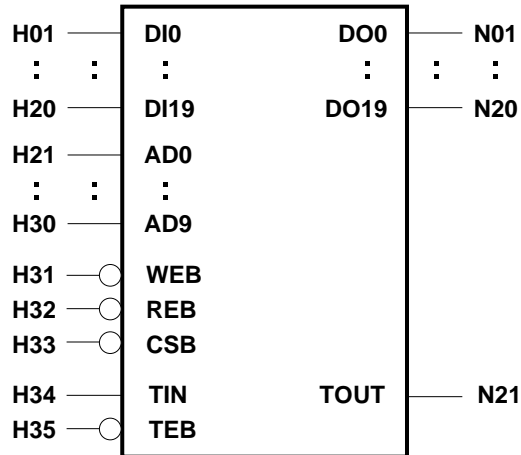 H01 DI0 DO0 N01
: : : : : :
H20 DI19 DO19 N20
H21 AD0
: : :
H30 AD9
H31 WEB
H32 REB
H33 CSB
H34 TIN TOUT N21
H35 TEB